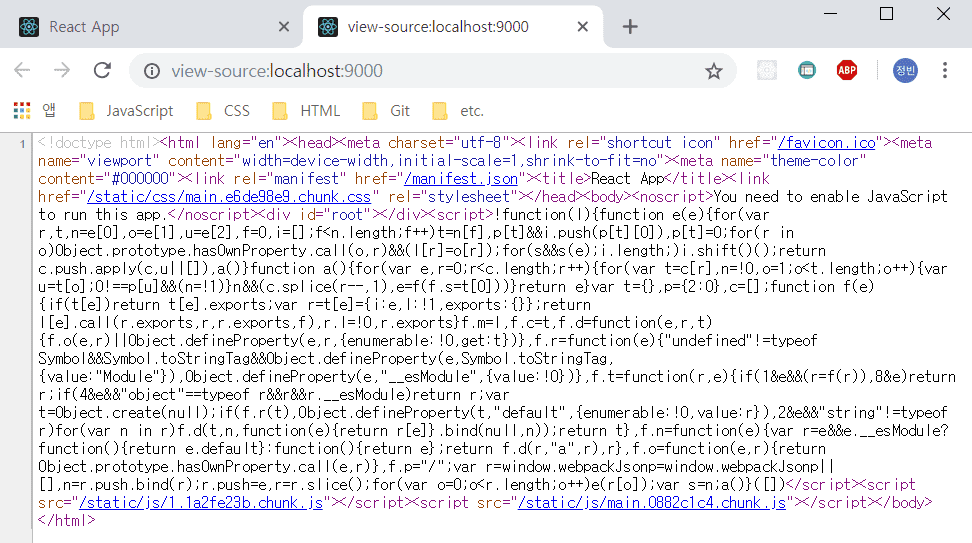 React App
view-source:localhost:9000
view-source:localhost:9000
ABP
정빈
앱 JavaScript CSS HTML Git etc.
1
<!doctype html><html lang="en"><head><meta charset="utf-8"><link rel="shortcut icon" href="/favicon.ico"><meta
name="viewport" content="width=device-width,initial-scale=1,shrink-to-fit=no"><meta name="theme-color"
content="#000000"><link rel="manifest" href="/manifest.json"><title>React App</title><link
href="/static/css/main.e6de98e9.chunk.css" rel="stylesheet"></head><body><noscript>You need to enable JavaScript
to run this app.</noscript><div id="root"></div><script>!function(l){function e(e){for(var
r,t,n=e[0],o=e[1],u=e[2],f=0,i=[];f<n.length;f++)t=n[f],p[t]&&i.push(p[t][0]),p[t]=0;for(r in
o)Object.prototype.hasOwnProperty.call(o,r)&&(l[r]=o[r]);for(s&&s(e);i.length;)i.shift()();return
c.push.apply(c,u||[]),a()}function a(){for(var e,r=0;r<c.length;r++){for(var t=c[r],n=!0,o=1;o<t.length;o++){var
u=t[o];0!==p[u]&&(n=!1)}n&&(c.splice(r--,1),e=f(f.s=t[0]))}return e}var t={},p={2:0},c=[];function f(e)
{if(t[e])return t[e].exports;var r=t[e]={i:e,l:!1,exports:{}};return
l[e].call(r.exports,r,r.exports,f),r.l=!0,r.exports}f.m=l,f.c=t,f.d=function(e,r,t)
{f.o(e,r)||Object.defineProperty(e,r,{enumerable:!0,get:t})},f.r=function(e){"undefined"!=typeof
Symbol&&Symbol.toStringTag&&Object.defineProperty(e,Symbol.toStringTag,
{value:"Module"}),Object.defineProperty(e,"__esModule",{value:!0})},f.t=function(r,e){if(1&e&&(r=f(r)),8&e)return
r;if(4&e&&"object"==typeof r&&r&&r.__esModule)return r;var
t=Object.create(null);if(f.r(t),Object.defineProperty(t,"default",{enumerable:!0,value:r}),2&e&&"string"!=typeof
r)for(var n in r)f.d(t,n,function(e){return r[e]}.bind(null,n));return t},f.n=function(e){var r=e&&e.__esModule?
function(){return e.default}:function(){return e};return f.d(r,"a",r),r},f.o=function(e,r){return
Object.prototype.hasOwnProperty.call(e,r)},f.p="/";var r=window.webpackJsonp=window.webpackJsonp||
[],n=r.push.bind(r);r.push=e,r=r.slice();for(var o=0;o<r.length;o++)e(r[o]);var s=n;a()}([])</script><script
src="/static/js/1.1a2fe23b.chunk.js"></script><script src="/static/js/main.0882c1c4.chunk.js"></script></body>
</html>